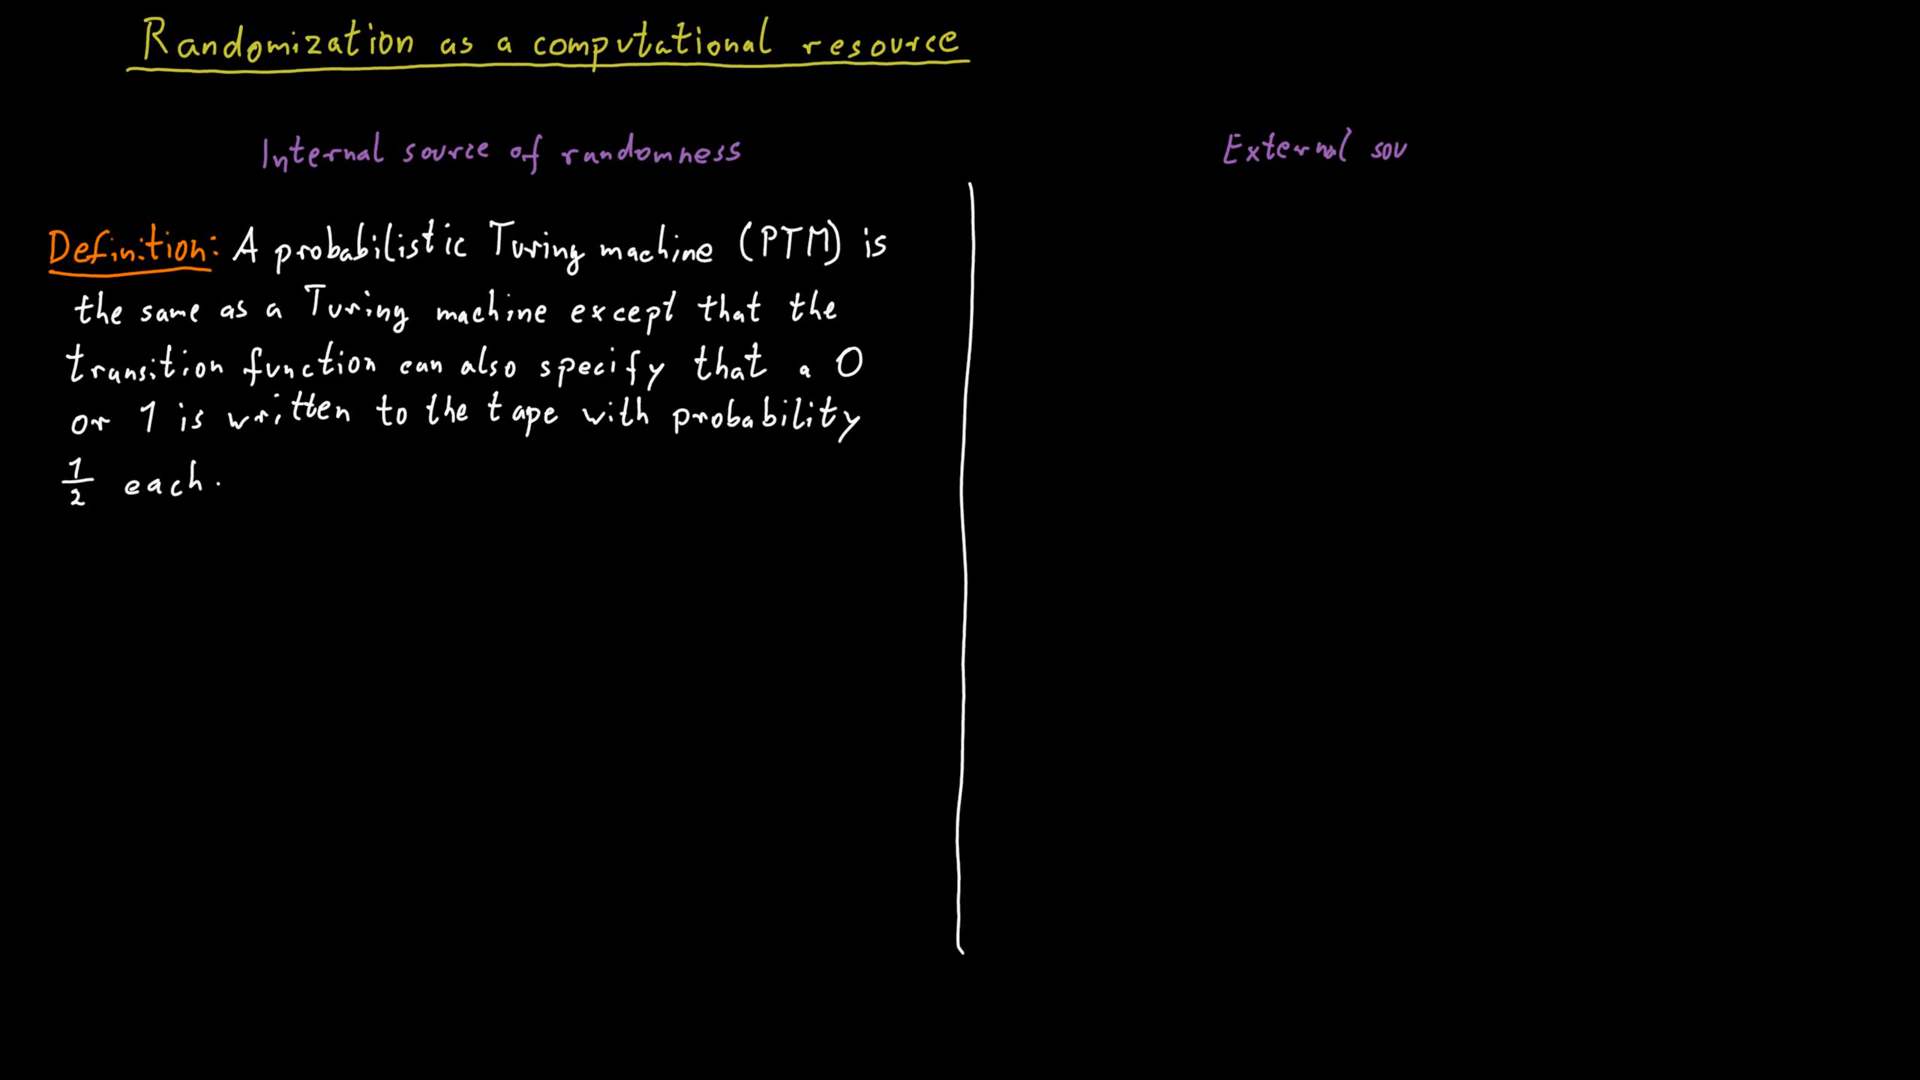 Randomization as a computational resource
Internal source of randomness
External sou
Definition: A probabilistic Turing machine (PTM) is
the same as a Turing machine except that the
transition function can also specify that a 0
or 1 is written to the tape with probability
1/2 each.